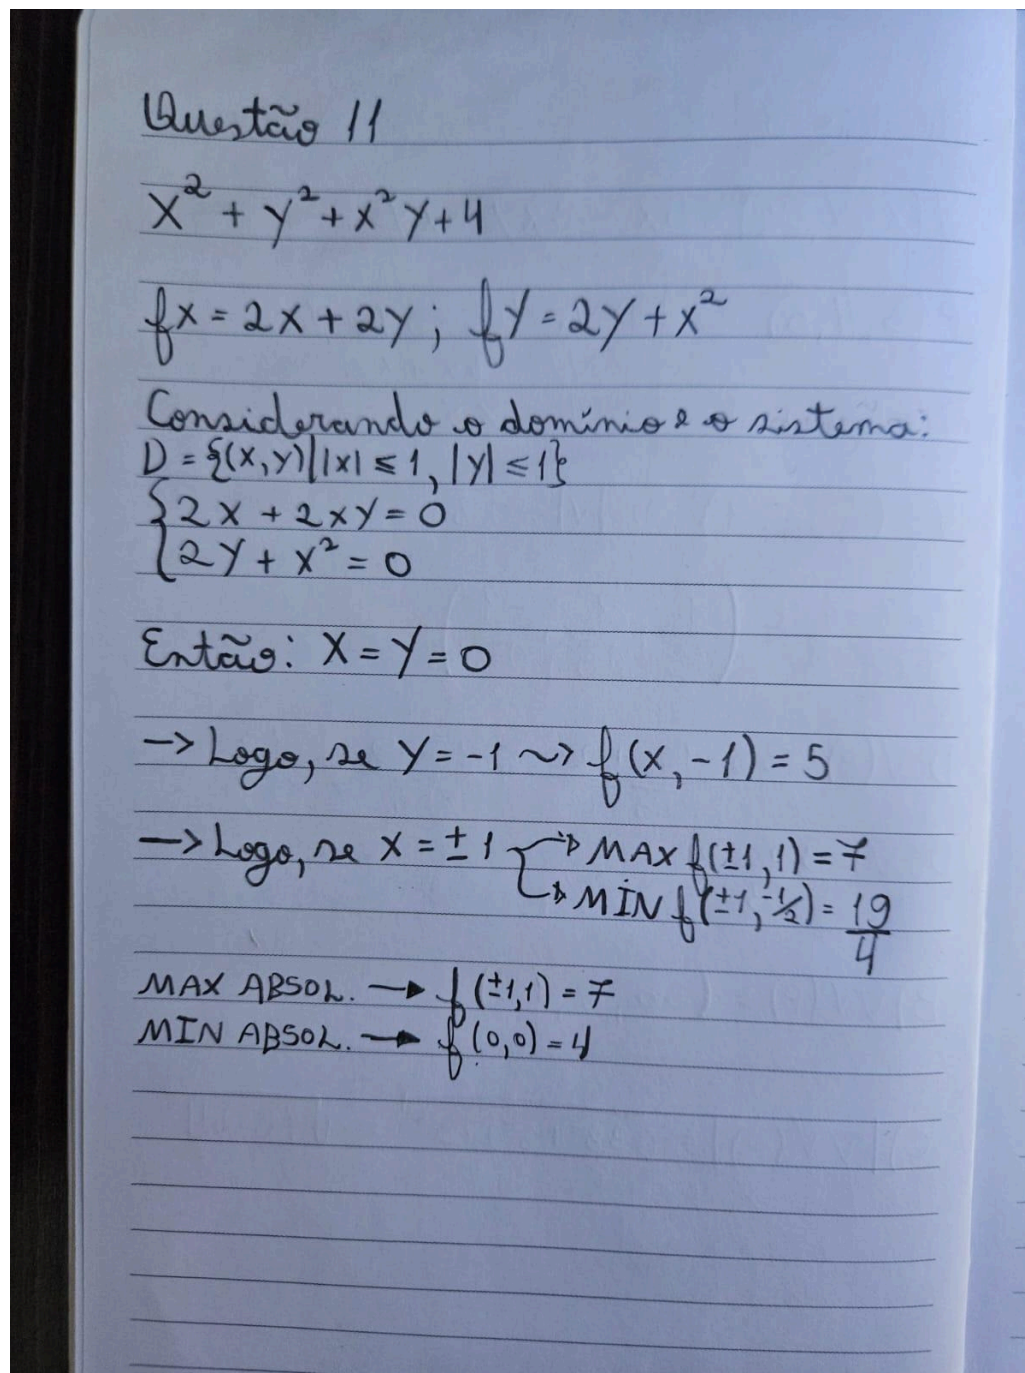 Questão 11
x² + y² + x²y + 4
fx = 2x + 2y ; fy = 2y + x²
Considerando o domínio e o sistema:
D = {(x,y) | |x| ≤ 1, |y| ≤ 1}
{ 2x + 2xy = 0
2y + x² = 0
Então: x = y = 0
-> Logo, se y = -1 ~> f(x,-1) = 5
-> Logo, se x = ± 1 -> MAX f(±1,1) = 7
-> MÍN f(±1,-1/2) = 19/4
MAX ABSOL. -> f(±1,1) = 7
MIN ABSOL. -> f(0,0) = 4